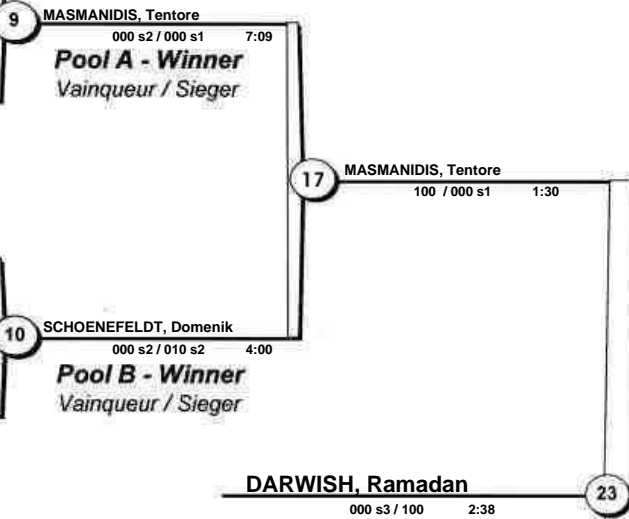 9
MASMANIDIS, Tentore
000 s2 / 000 s1 7:09
Pool A - Winner
Vainqueur / Sieger
17
MASMANIDIS, Tentore
100 / 000 s1 1:30
10
SCHOENEFELDT, Domenik
000 s2 / 010 s2 4:00
Pool B - Winner
Vainqueur / Sieger
DARWISH, Ramadan
23
000 s3 / 100 2:38